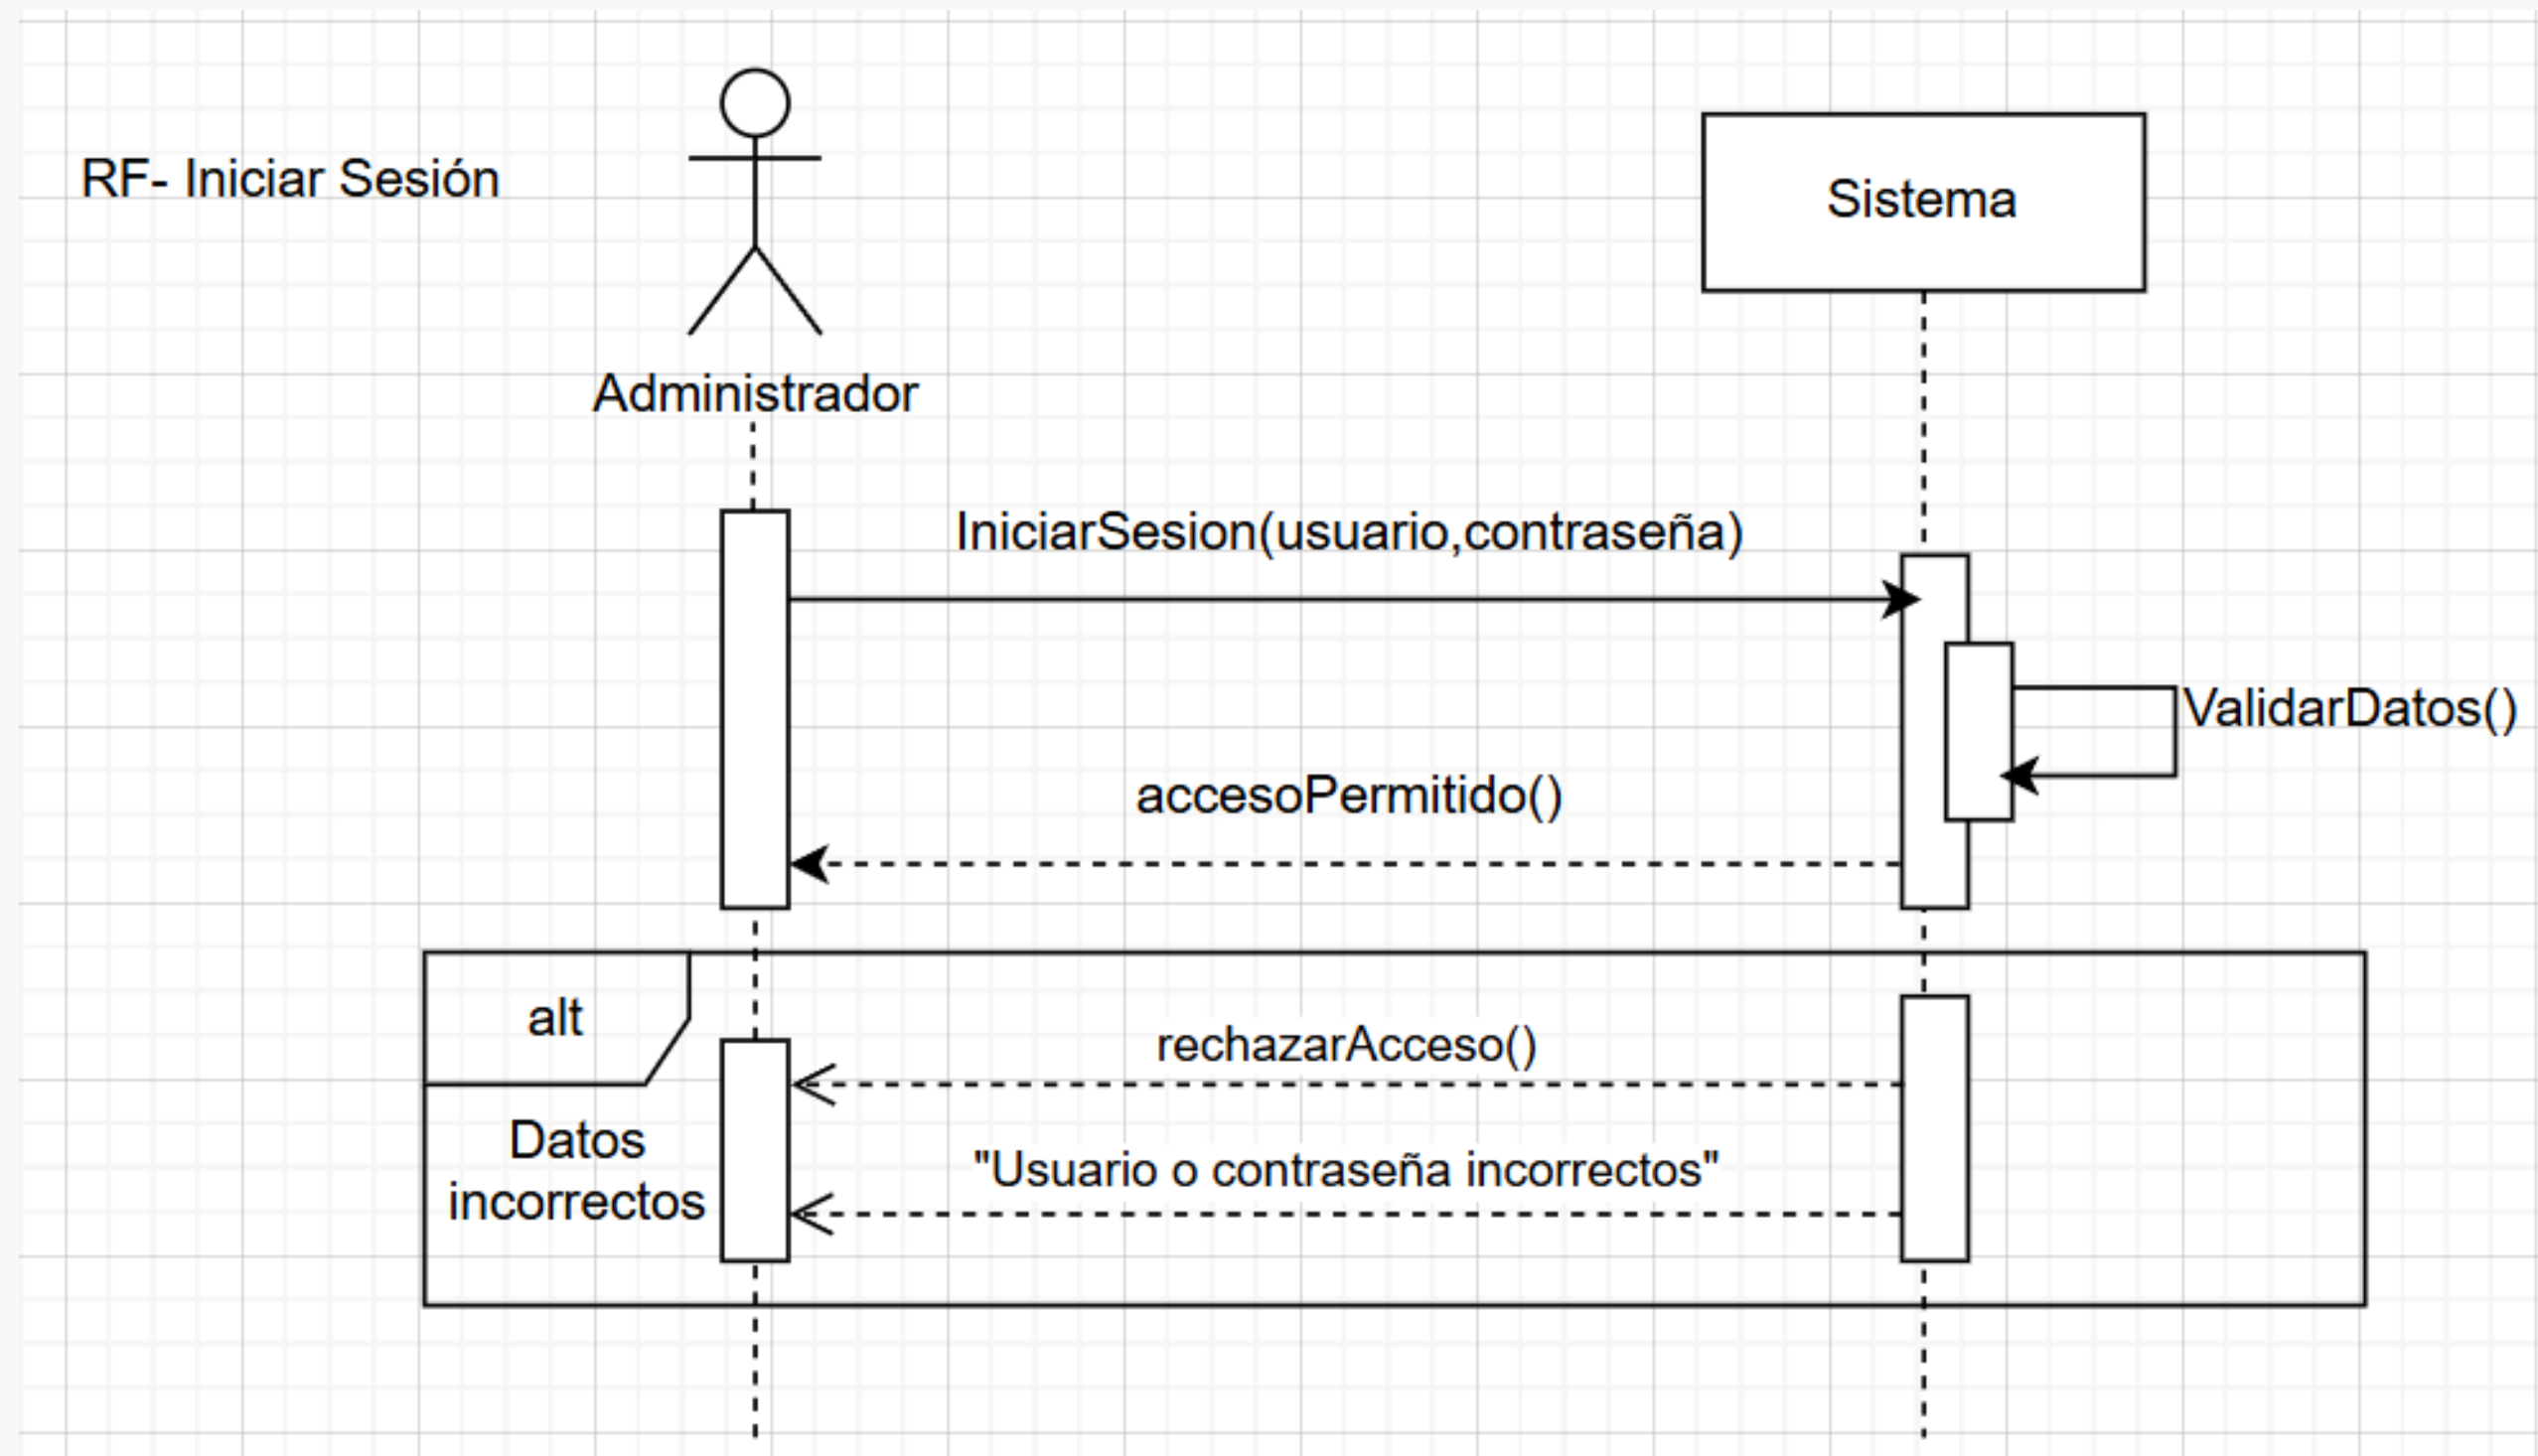 RF- Iniciar Sesión
Sistema
Administrador
IniciarSesion(usuario,contraseña)
ValidarDatos()
accesoPermitido()
alt
rechazarAcceso()
Datos
incorrectos
"Usuario o contraseña incorrectos"